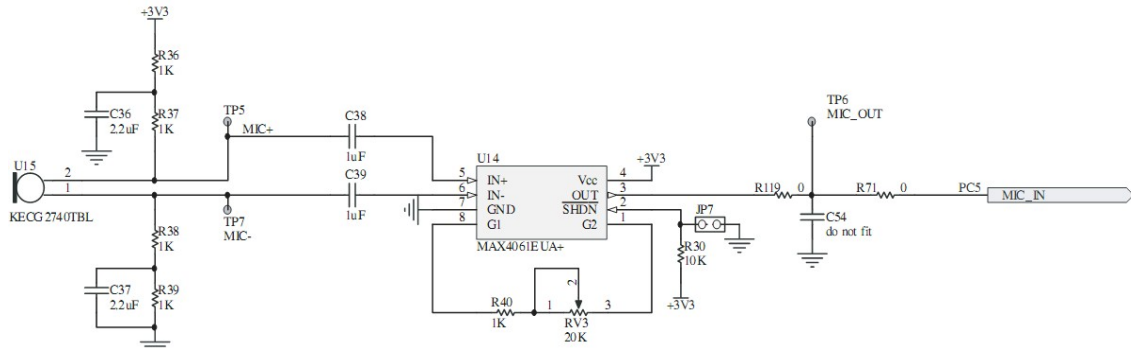 +3V3
R36
1K
C36
2.2uF
R37
1K
TP5
MIC+
C38
1uF
U15
2
1
KECG2740TBL
TP7
MIC-
C39
1uF
R38
1K
C37
2.2uF
R39
1K
U14
5 IN+ Vcc 4
6 IN- OUT 3
7 GND SHDN 2
8 G1 G2 1
MAX4061EUA+
+3V3
JP7
R30
10K
+3V3
R40
1K
1
2
3
RV3
20K
TP6
MIC_OUT
R119 0
R71 0
C54
do not fit
PC5
MIC_IN